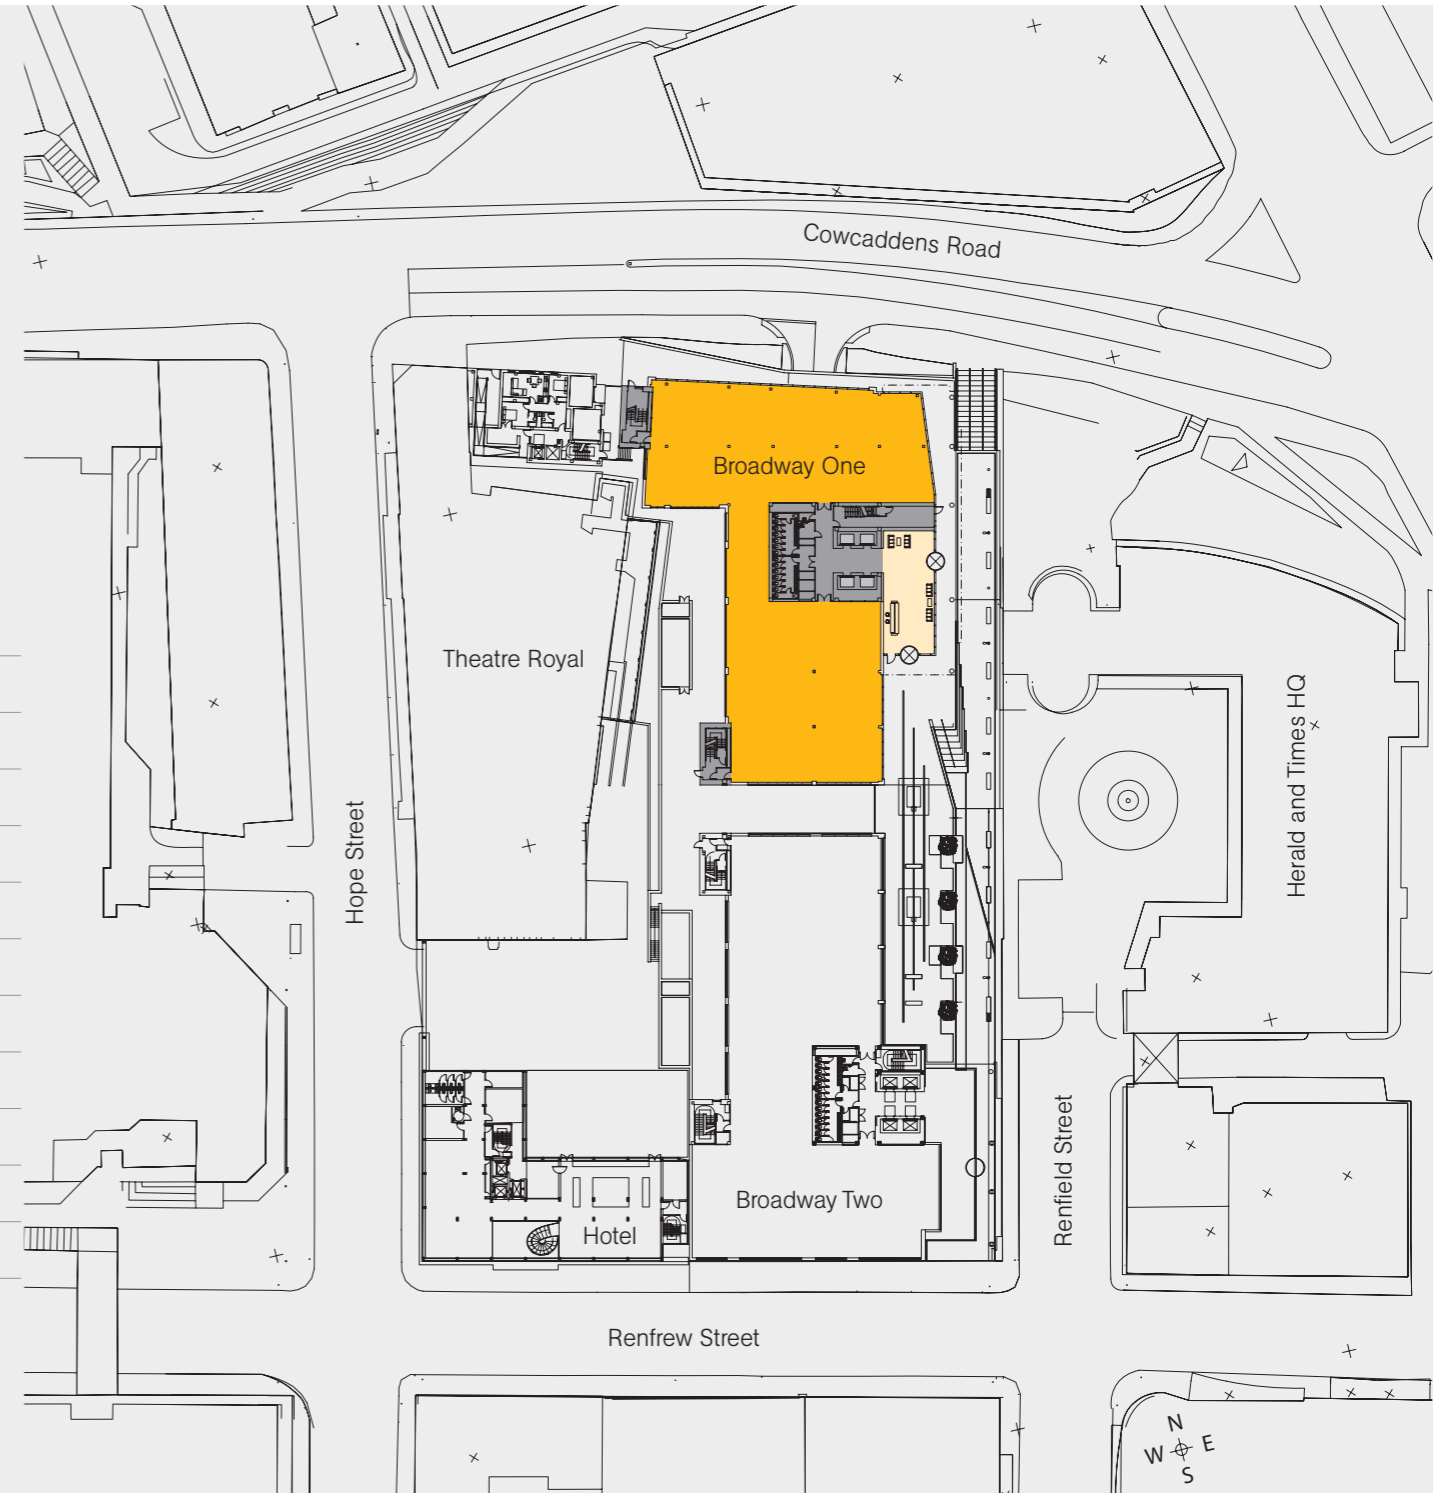 Cowcaddens Road
Broadway One
Theatre Royal
Herald and Times HQ
Hope Street
Renfield Street
Broadway Two
Hotel
Renfrew Street
N
W E
S